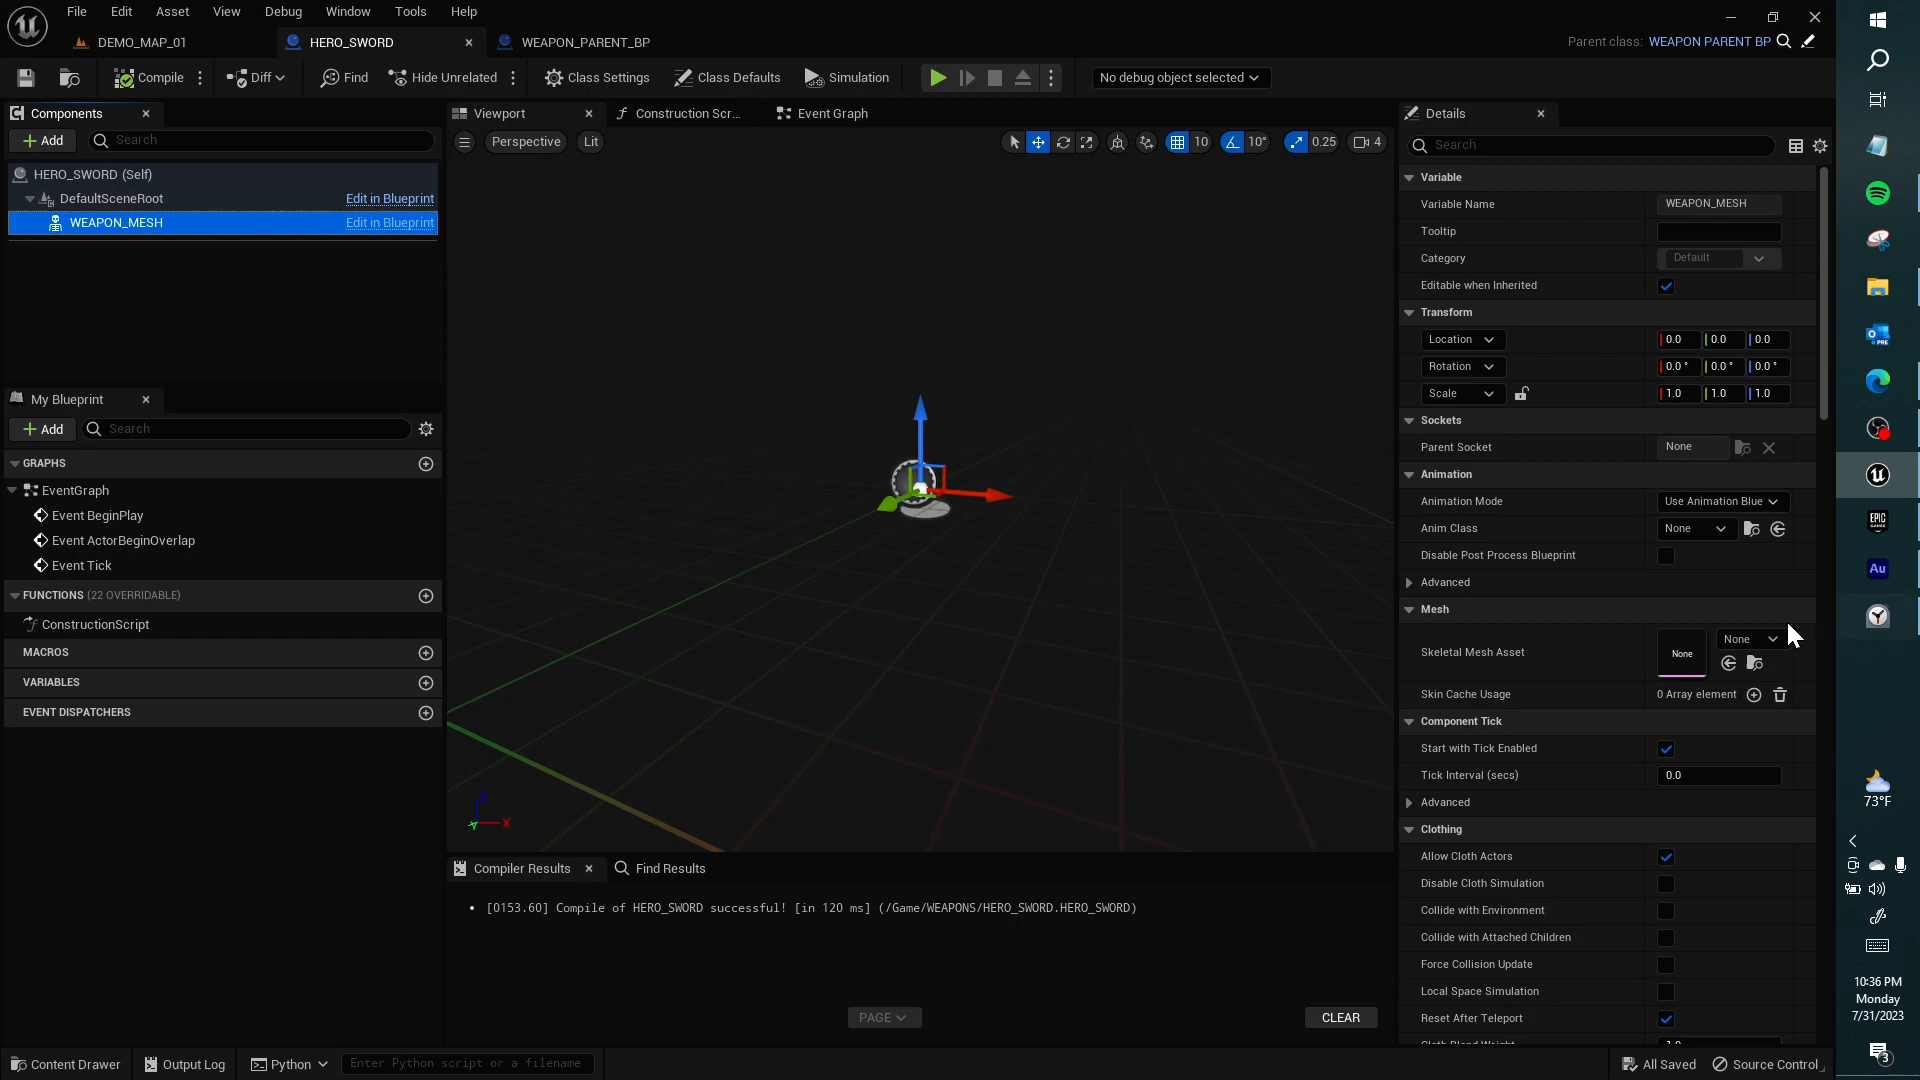 File Edit Asset View Debug Window Tools Help
DEMO_MAP_01 HERO_SWORD WEAPON_PARENT_BP Parent class: WEAPON PARENT BP
Compile Diff Find Hide Unrelated Class Settings Class Defaults Simulation No debug object selected
Components
Add Search
HERO_SWORD (Self)
DefaultSceneRoot Edit in Blueprint
WEAPON_MESH Edit in Blueprint
My Blueprint
Add Search
GRAPHS
EventGraph
Event BeginPlay
Event ActorBeginOverlap
Event Tick
FUNCTIONS (22 OVERRIDABLE)
ConstructionScript
MACROS
VARIABLES
EVENT DISPATCHERS
Viewport Construction Scr... Event Graph
Perspective Lit 10 10° 0.25 4
Z
Y X
Compiler Results Find Results
[0153.60] Compile of HERO_SWORD successful! [in 120 ms] (/Game/WEAPONS/HERO_SWORD.HERO_SWORD)
PAGE CLEAR
Details
Search
Variable
Variable Name WEAPON_MESH
Tooltip
Category Default
Editable when Inherited
Transform
Location 0.0 0.0 0.0
Rotation 0.0 ° 0.0 ° 0.0 °
Scale 1.0 1.0 1.0
Sockets
Parent Socket None
Animation
Animation Mode Use Animation Blue
Anim Class None
Disable Post Process Blueprint
Advanced
Mesh
Skeletal Mesh Asset None None
Skin Cache Usage 0 Array element
Component Tick
Start with Tick Enabled
Tick Interval (secs) 0.0
Advanced
Clothing
Allow Cloth Actors
Disable Cloth Simulation
Collide with Environment
Collide with Attached Children
Force Collision Update
Local Space Simulation
Reset After Teleport
Cloth Blend Weight 1.0
Content Drawer Output Log Python Enter Python script or a filename All Saved Source Control
PRE
EPIC GAMES
Au
73°F
10:36 PM
Monday
7/31/2023
3